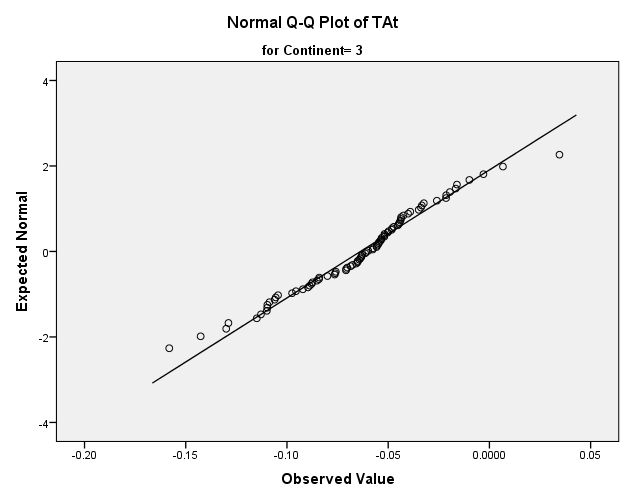 Normal Q-Q Plot of TAt
for Continent= 3
4
2
0
-2
-4
Expected Normal
-0.20 -0.15 -0.10 -0.05 0.0000 0.05
Observed Value